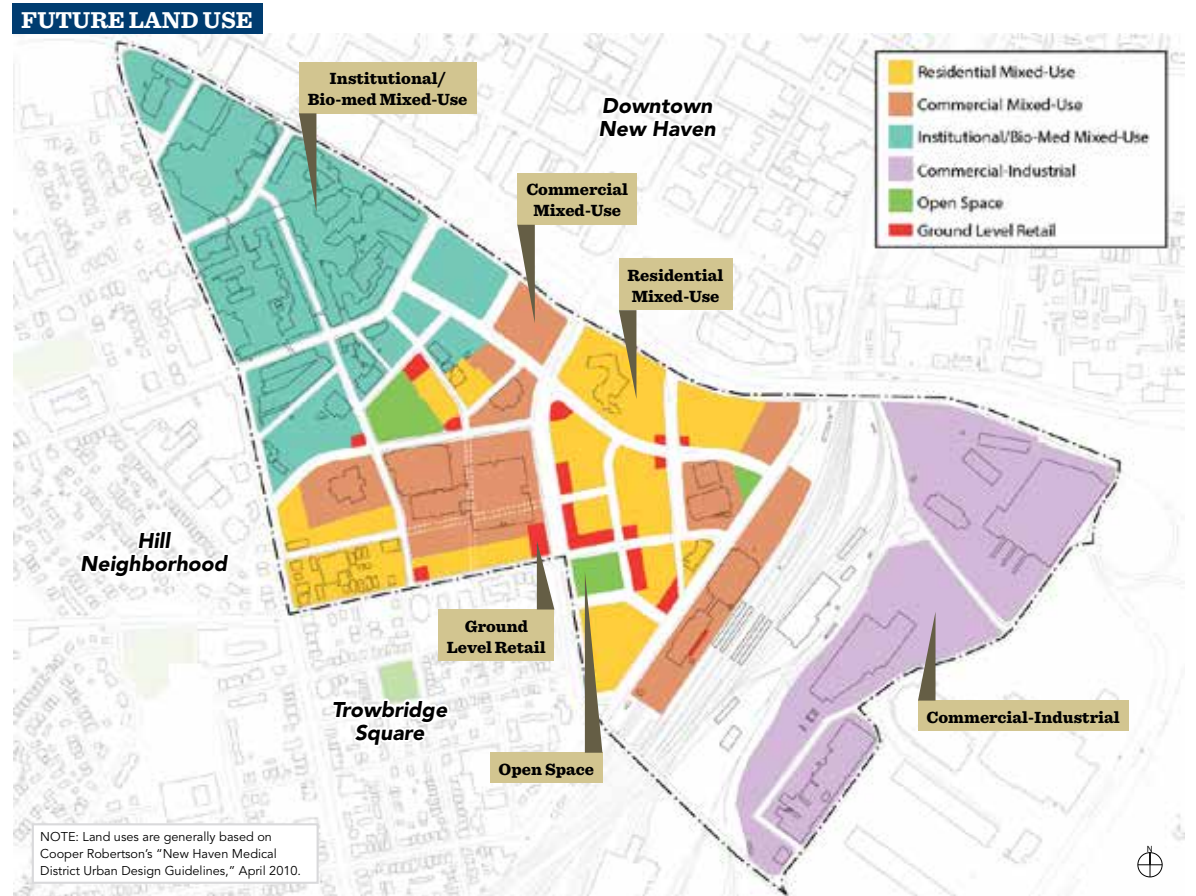 FUTURE LAND USE
Institutional/
Bio-med Mixed-Use
Downtown
New Haven
Residential Mixed-Use
Commercial Mixed-Use
Institutional/Bio-Med Mixed-Use
Commercial-Industrial
Open Space
Ground Level Retail
Commercial
Mixed-Use
Residential
Mixed-Use
Hill
Neighborhood
Ground
Level Retail
Trowbridge
Square
Commercial-Industrial
Open Space
NOTE: Land uses are generally based on
Cooper Robertson's "New Haven Medical
District Urban Design Guidelines," April 2010.
N